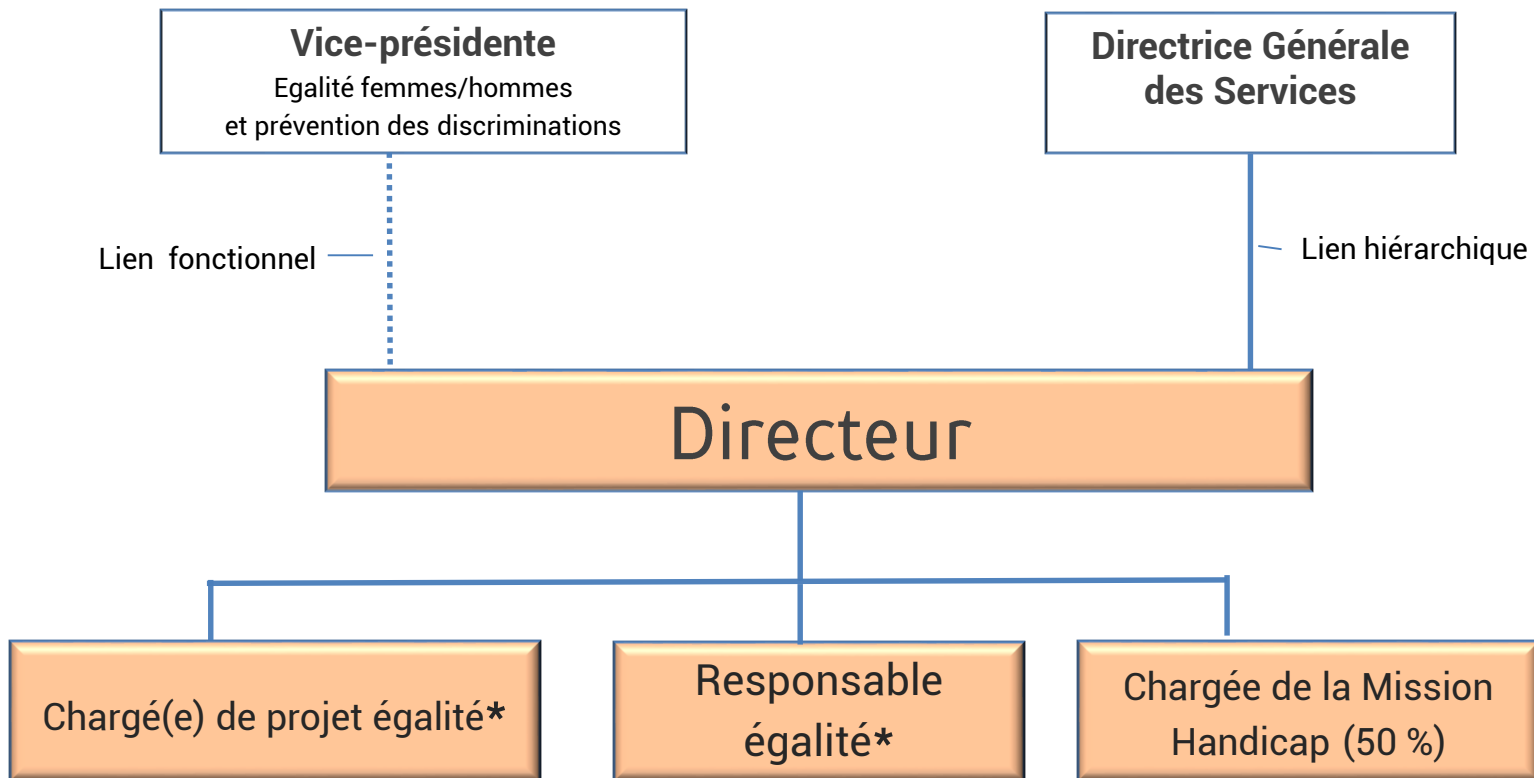 Vice-présidente
Egalité femmes/hommes
et prévention des discriminations
Directrice Générale
des Services
Lien fonctionnel
Lien hiérarchique
Directeur
Chargé(e) de projet égalité*
Responsable
égalité*
Chargée de la Mission
Handicap (50 %)